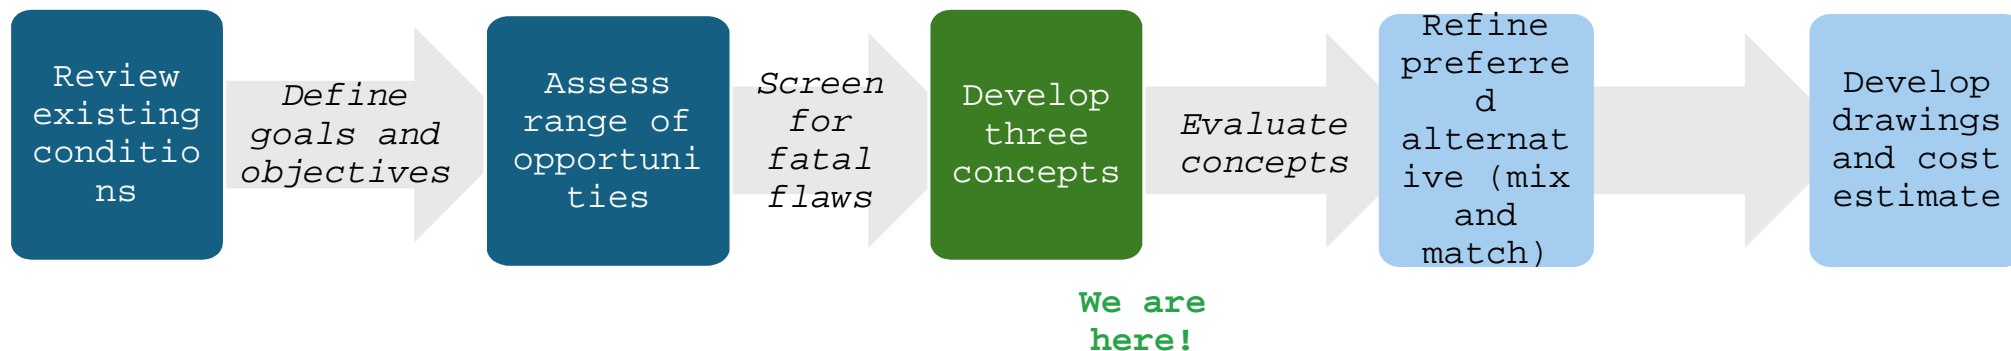 Review
existing
conditio
ns
Define
goals and
objectives
Assess
range of
opportuni
ties
Screen
for
fatal
flaws
Develop
three
concepts
Evaluate
concepts
Refine
preferre
d
alternat
ive (mix
and
match)
Develop
drawings
and cost
estimate
We are
here!